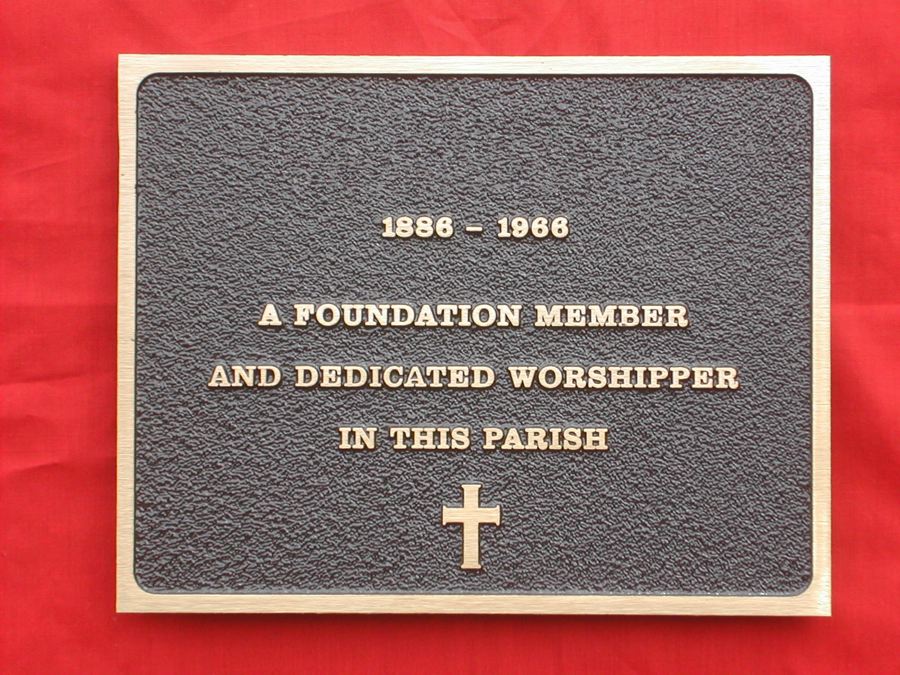 1886 – 1966
A FOUNDATION MEMBER
AND DEDICATED WORSHIPPER
IN THIS PARISH